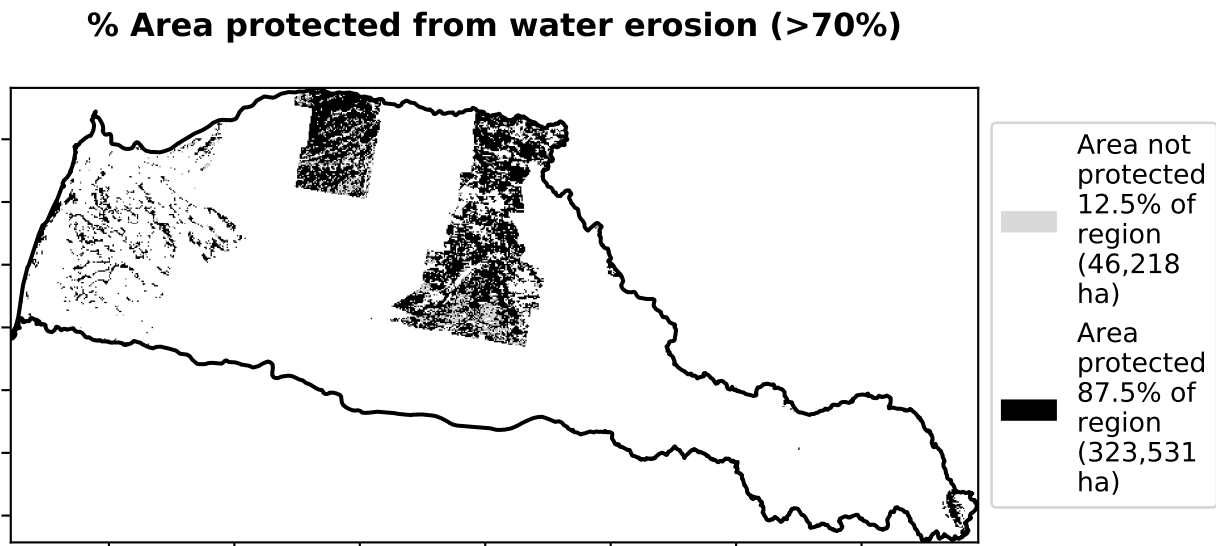 % Area protected from water erosion (>70%)
Area not
protected
12.5% of
region
(46,218
ha)
Area
protected
87.5% of
region
(323,531
ha)